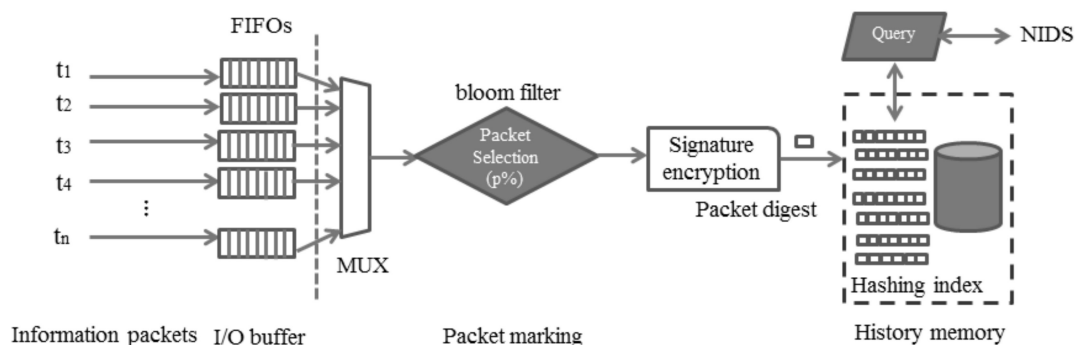 FIFOs
Query
NIDS
t1
t2
t3
t4
...
tn
bloom filter
Packet
Selection
(p%)
Signature
encryption
Packet digest
MUX
Hashing index
Information packets
I/O buffer
Packet marking
History memory